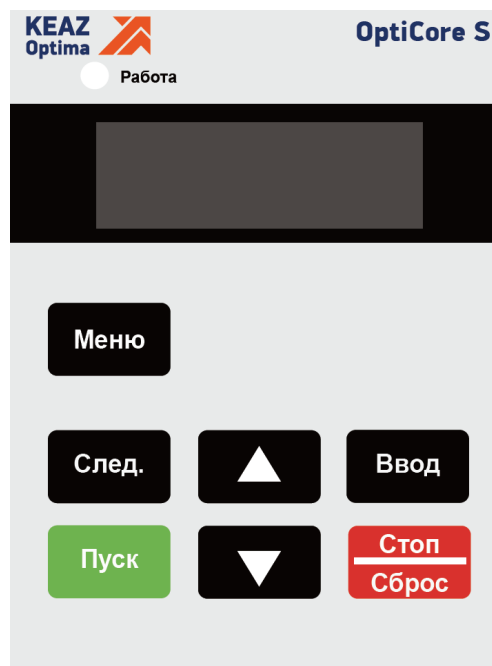 KEAZ
Optima
OptiCore S
Работа
Меню
След.
Ввод
Пуск
Стоп
Сброс